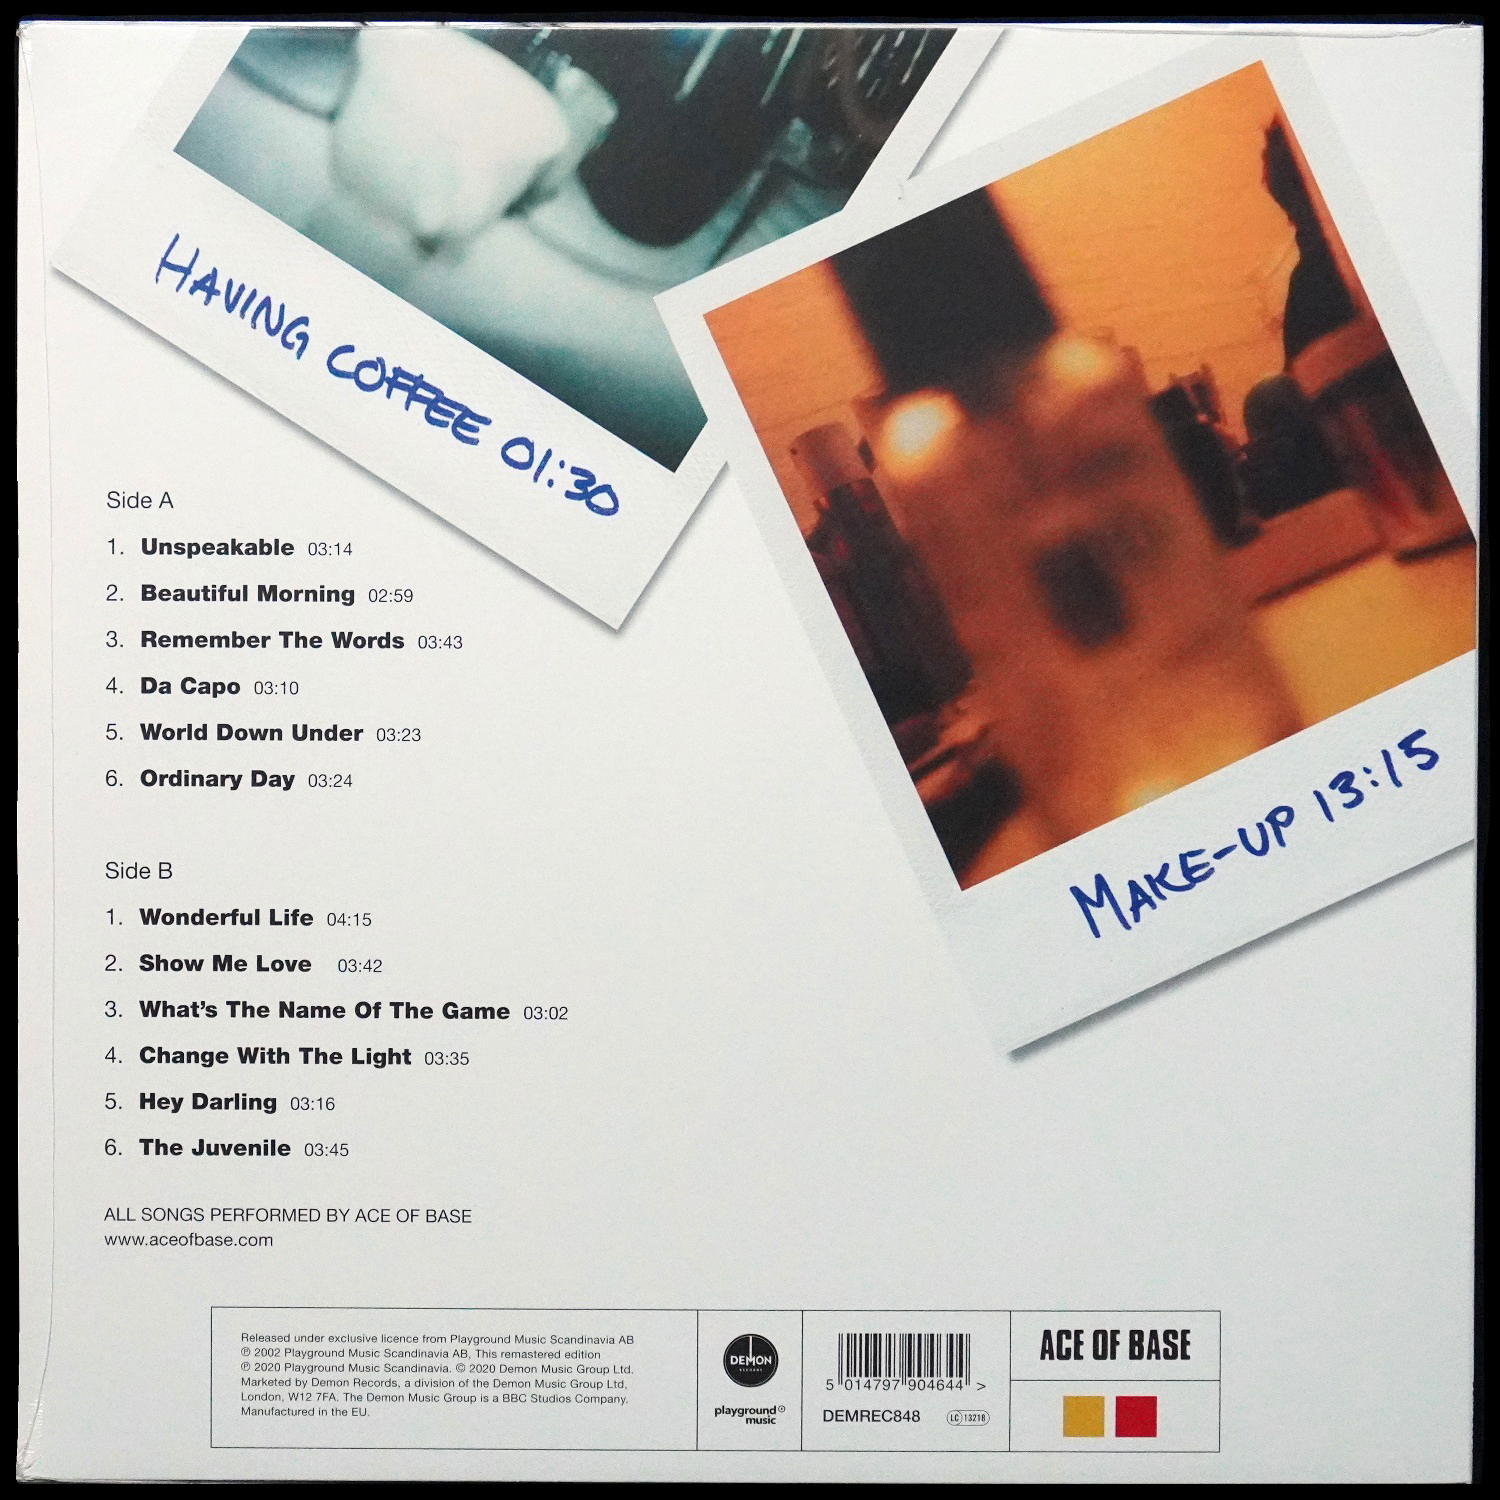 HAVING COFFEE 01:30
MAKE-UP 13:15
Side A
1. Unspeakable 03:14
2. Beautiful Morning 02:59
3. Remember The Words 03:43
4. Da Capo 03:10
5. World Down Under 03:23
6. Ordinary Day 03:24
Side B
1. Wonderful Life 04:15
2. Show Me Love 03:42
3. What's The Name Of The Game 03:02
4. Change With The Light 03:35
5. Hey Darling 03:16
6. The Juvenile 03:45
ALL SONGS PERFORMED BY ACE OF BASE
www.aceofbase.com
Released under exclusive licence from Playground Music Scandinavia AB
℗ 2002 Playground Music Scandinavia AB, This remastered edition
℗ 2020 Playground Music Scandinavia. © 2020 Demon Music Group Ltd.
Marketed by Demon Records, a division of the Demon Music Group Ltd,
London, W12 7FA. The Demon Music Group is a BBC Studios Company.
Manufactured in the EU.
DEMON
RECORDS
playground
music
5 014797 904644 >
DEMREC848
LC 13218
ACE OF BASE